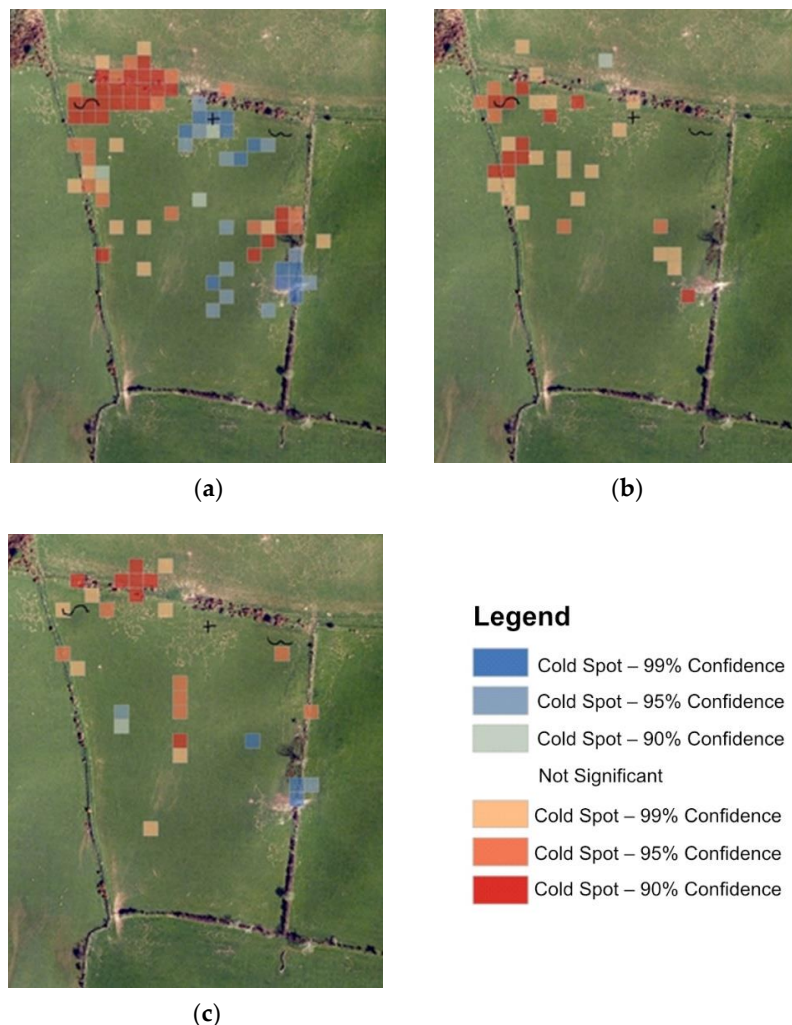 (a)
(b)
(c)
Legend
Cold Spot – 99% Confidence
Cold Spot – 95% Confidence
Cold Spot – 90% Confidence
Not Significant
Cold Spot – 99% Confidence
Cold Spot – 95% Confidence
Cold Spot – 90% Confidence